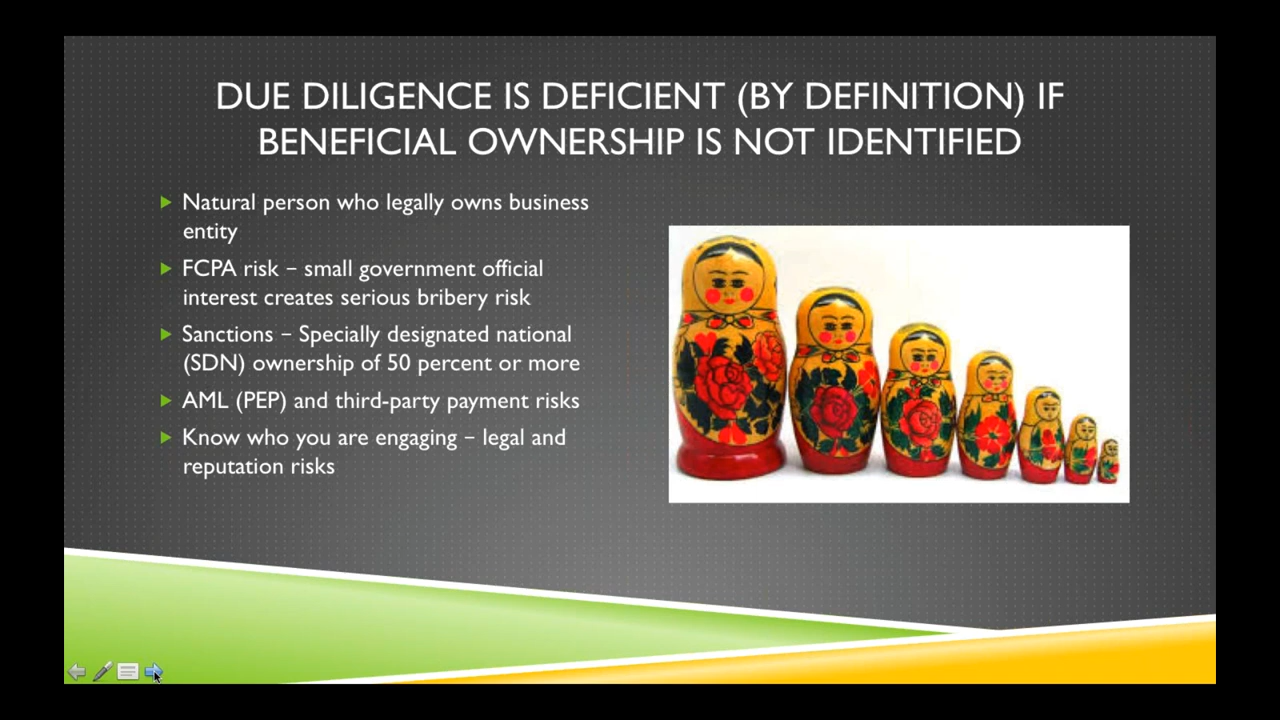 DUE DILIGENCE IS DEFICIENT (BY DEFINITION) IF
BENEFICIAL OWNERSHIP IS NOT IDENTIFIED
Natural person who legally owns business
entity
FCPA risk – small government official
interest creates serious bribery risk
Sanctions – Specially designated national
(SDN) ownership of 50 percent or more
AML (PEP) and third-party payment risks
Know who you are engaging – legal and
reputation risks